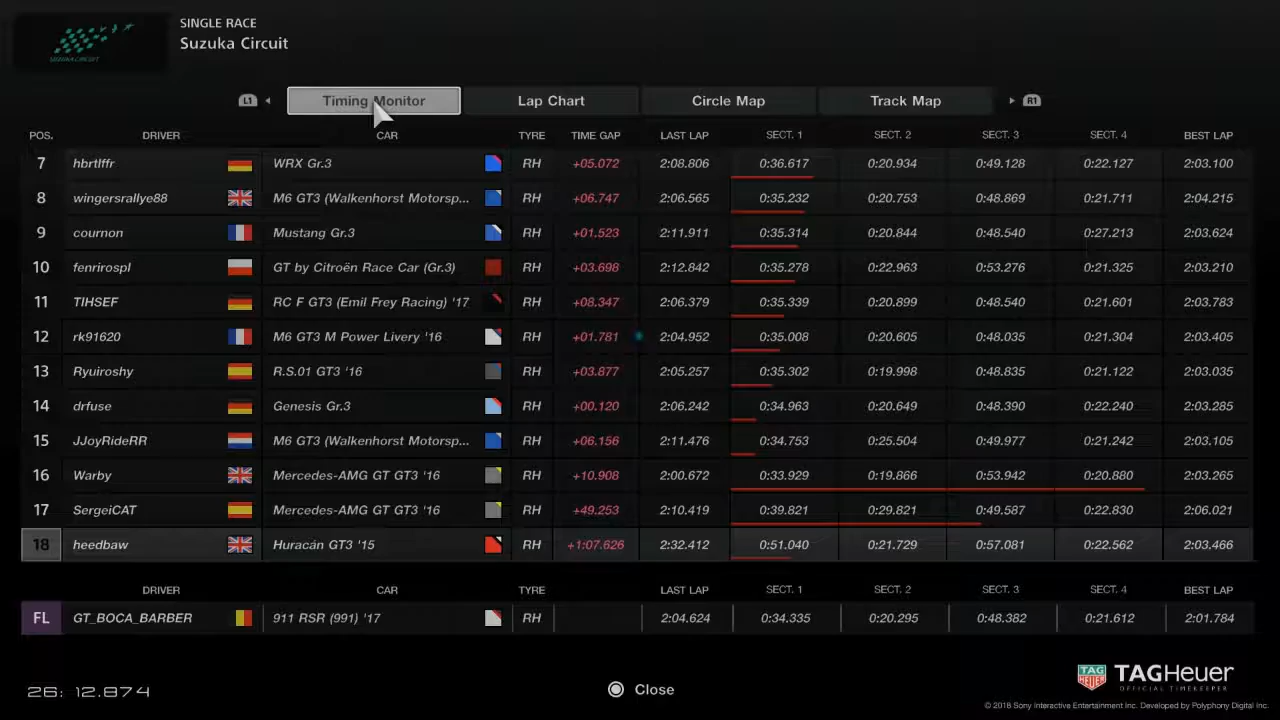 SINGLE RACE
Suzuka Circuit
SUZUKA CIRCUIT
L1 Timing Monitor Lap Chart Circle Map Track Map R1
POS. DRIVER CAR TYRE TIME GAP LAST LAP SECT. 1 SECT. 2 SECT. 3 SECT. 4 BEST LAP
7 hbrtlffr WRX Gr.3 RH +05.072 2:08.806 0:36.617 0:20.934 0:49.128 0:22.127 2:03.100
8 wingersrallye88 M6 GT3 (Walkenhorst Motorsp... RH +06.747 2:06.565 0:35.232 0:20.753 0:48.869 0:21.711 2:04.215
9 cournon Mustang Gr.3 RH +01.523 2:11.911 0:35.314 0:20.844 0:48.540 0:27.213 2:03.624
10 fenrirospl GT by Citroën Race Car (Gr.3) RH +03.698 2:12.842 0:35.278 0:22.963 0:53.276 0:21.325 2:03.210
11 TIHSEF RC F GT3 (Emil Frey Racing) '17 RH +08.347 2:06.379 0:35.339 0:20.899 0:48.540 0:21.601 2:03.783
12 rk91620 M6 GT3 M Power Livery '16 RH +01.781 2:04.952 0:35.008 0:20.605 0:48.035 0:21.304 2:03.405
13 Ryuiroshy R.S.01 GT3 '16 RH +03.877 2:05.257 0:35.302 0:19.998 0:48.835 0:21.122 2:03.035
14 drfuse Genesis Gr.3 RH +00.120 2:06.242 0:34.963 0:20.649 0:48.390 0:22.240 2:03.285
15 JJoyRideRR M6 GT3 (Walkenhorst Motorsp... RH +06.156 2:11.476 0:34.753 0:25.504 0:49.977 0:21.242 2:03.105
16 Warby Mercedes-AMG GT GT3 '16 RH +10.908 2:00.672 0:33.929 0:19.866 0:53.942 0:20.880 2:03.265
17 SergeiCAT Mercedes-AMG GT GT3 '16 RH +49.253 2:10.419 0:39.821 0:29.821 0:49.587 0:22.830 2:06.021
18 heedbaw Huracán GT3 '15 RH +1:07.626 2:32.412 0:51.040 0:21.729 0:57.081 0:22.562 2:03.466
DRIVER CAR TYRE LAST LAP SECT. 1 SECT. 2 SECT. 3 SECT. 4 BEST LAP
FL GT_BOCA_BARBER 911 RSR (991) '17 RH 2:04.624 0:34.335 0:20.295 0:48.382 0:21.612 2:01.784
26: 12.874
Close
TAG HEUER TAGHeuer
OFFICIAL TIMEKEEPER
© 2018 Sony Interactive Entertainment Inc. Developed by Polyphony Digital Inc.